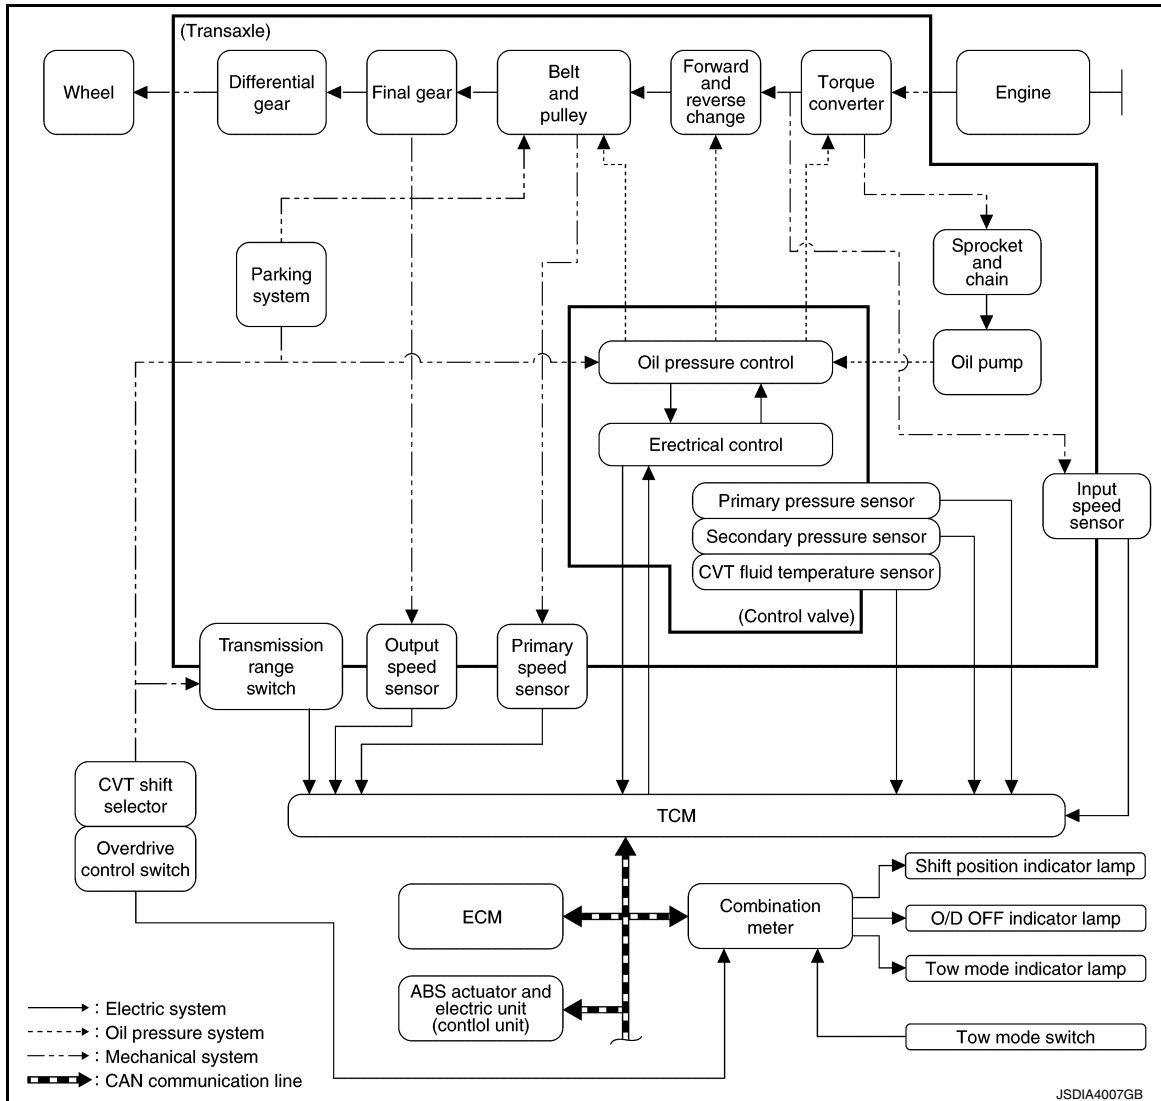 (Transaxle)
Wheel
Differential
gear
Final gear
Belt
and
pulley
Forward
and
reverse
change
Torque
converter
Engine
Parking
system
Sprocket
and
chain
Oil pressure control
Oil pump
Erectrical control
Primary pressure sensor
Secondary pressure sensor
CVT fluid temperature sensor
(Control valve)
Input
speed
sensor
Transmission
range
switch
Output
speed
sensor
Primary
speed
sensor
CVT shift
selector
Overdrive
control switch
TCM
ECM
Combination
meter
Shift position indicator lamp
O/D OFF indicator lamp
Tow mode indicator lamp
Tow mode switch
ABS actuator and
electric unit
(contlol unit)
: Electric system
: Oil pressure system
: Mechanical system
: CAN communication line
JSDIA4007GB